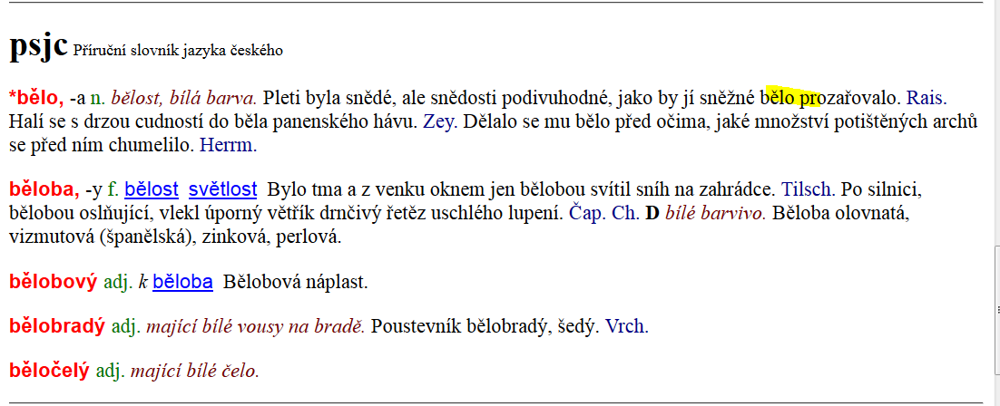 psjc Příruční slovník jazyka českého
*bělo, -a n. bělost, bílá barva. Pleti byla snědé, ale snědosti podivuhodné, jako by jí sněžné bělo prozařovalo. Rais.
Halí se s drzou cudností do běla panenského hávu. Zey. Dělalo se mu bělo před očima, jaké množství potištěných archů
se před ním chumelilo. Herrm.
běloba, -y f. bělost světlost Bylo tma a z venku oknem jen bělobou svítil sníh na zahrádce. Tilsch. Po silnici,
bělobou oslňující, vlekl úporný větřík drnčivý řetěz uschlého lupení. Čap. Ch. D bílé barvivo. Běloba olovnatá,
vizmutová (španělská), zinková, perlová.
bělobový adj. k běloba Bělobová náplast.
bělobradý adj. mající bílé vousy na bradě. Poustevník bělobradý, šedý. Vrch.
běločelý adj. mající bílé čelo.